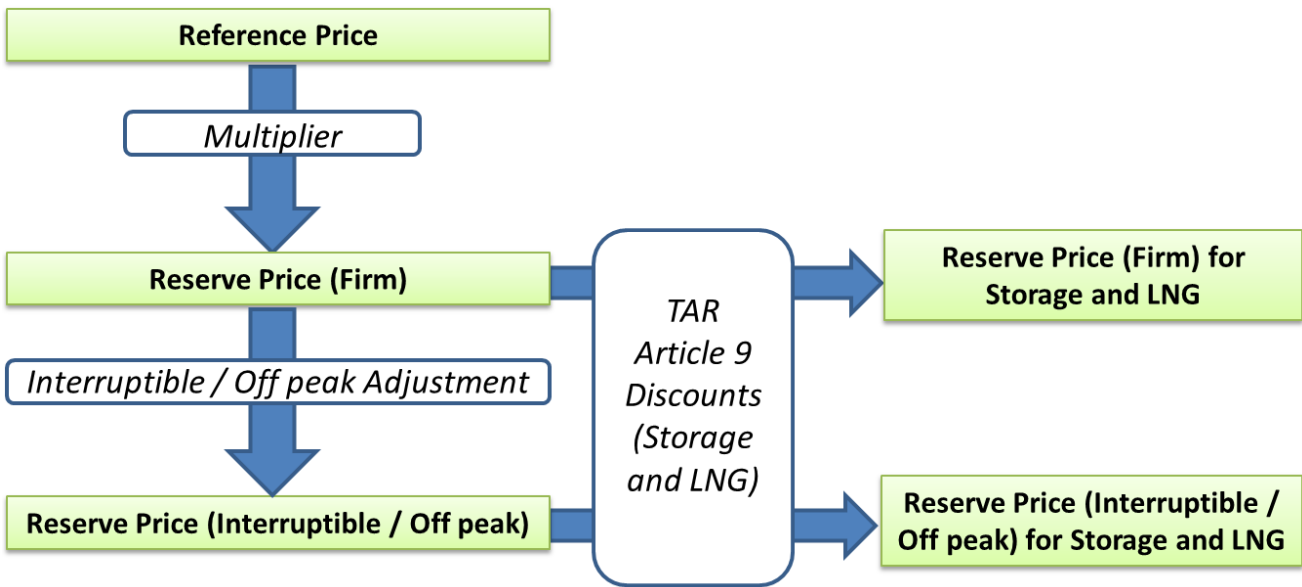 Reference Price
Multiplier
Reserve Price (Firm)
Interruptible / Off peak Adjustment
Reserve Price (Interruptible / Off peak)
TAR
Article 9
Discounts
(Storage
and LNG)
Reserve Price (Firm) for
Storage and LNG
Reserve Price (Interruptible /
Off peak) for Storage and LNG